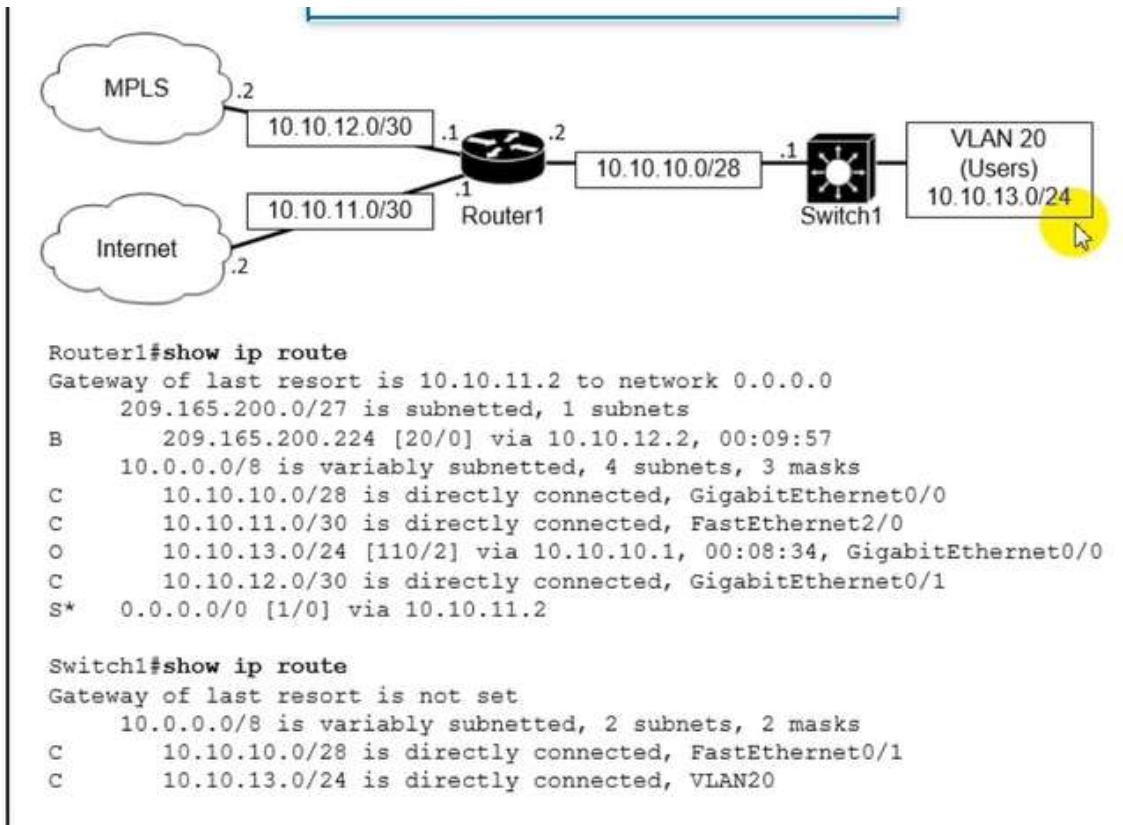 MPLS
.2
10.10.12.0/30
.1
.2
10.10.10.0/28
.1
VLAN 20
(Users)
10.10.13.0/24
.1
10.10.11.0/30
Router1
Switch1
Internet
.2
Router1#show ip route
Gateway of last resort is 10.10.11.2 to network 0.0.0.0
209.165.200.0/27 is subnetted, 1 subnets
B 209.165.200.224 [20/0] via 10.10.12.2, 00:09:57
10.0.0.0/8 is variably subnetted, 4 subnets, 3 masks
C 10.10.10.0/28 is directly connected, GigabitEthernet0/0
C 10.10.11.0/30 is directly connected, FastEthernet2/0
O 10.10.13.0/24 [110/2] via 10.10.10.1, 00:08:34, GigabitEthernet0/0
C 10.10.12.0/30 is directly connected, GigabitEthernet0/1
S* 0.0.0.0/0 [1/0] via 10.10.11.2
Switch1#show ip route
Gateway of last resort is not set
10.0.0.0/8 is variably subnetted, 2 subnets, 2 masks
C 10.10.10.0/28 is directly connected, FastEthernet0/1
C 10.10.13.0/24 is directly connected, VLAN20